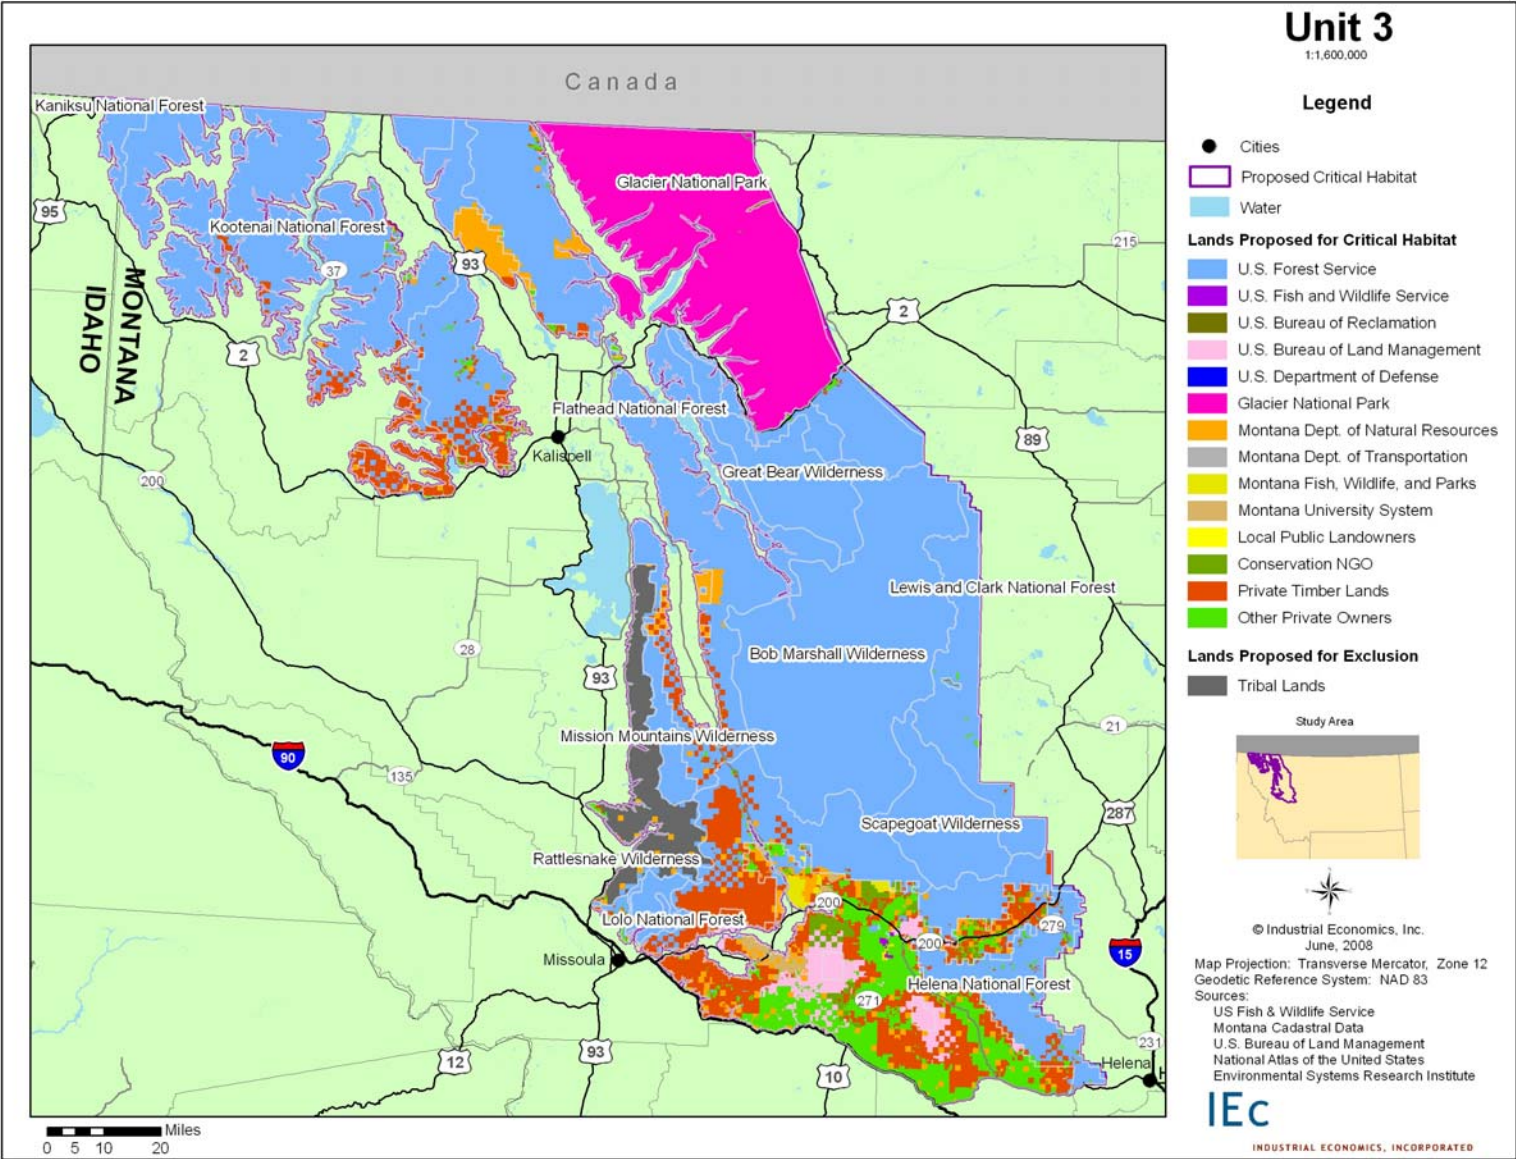 Unit 3
1:1,600,000
Legend
Cities
Proposed Critical Habitat
Water
Lands Proposed for Critical Habitat
U.S. Forest Service
U.S. Fish and Wildlife Service
U.S. Bureau of Reclamation
U.S. Bureau of Land Management
U.S. Department of Defense
Glacier National Park
Montana Dept. of Natural Resources
Montana Dept. of Transportation
Montana Fish, Wildlife, and Parks
Montana University System
Local Public Landowners
Conservation NGO
Private Timber Lands
Other Private Owners
Lands Proposed for Exclusion
Tribal Lands
Study Area
© Industrial Economics, Inc.
June, 2008
Map Projection: Transverse Mercator, Zone 12
Geodetic Reference System: NAD 83
Sources:
US Fish & Wildlife Service
Montana Cadastral Data
U.S. Bureau of Land Management
National Atlas of the United States
Environmental Systems Research Institute
IEc
INDUSTRIAL ECONOMICS, INCORPORATED
Canada
Kaniksu National Forest
Glacier National Park
95
Kootenai National Forest
215
93
37
MONTANA
IDAHO
2
2
Flathead National Forest
89
Kalispell
Great Bear Wilderness
200
Lewis and Clark National Forest
28
Bob Marshall Wilderness
93
21
Mission Mountains Wilderness
90
135
287
Scapegoat Wilderness
Rattlesnake Wilderness
200
Lolo National Forest
279
200
15
Missoula
Helena National Forest
271
231
12
93
10
Helena
H
Miles
0 5 10 20